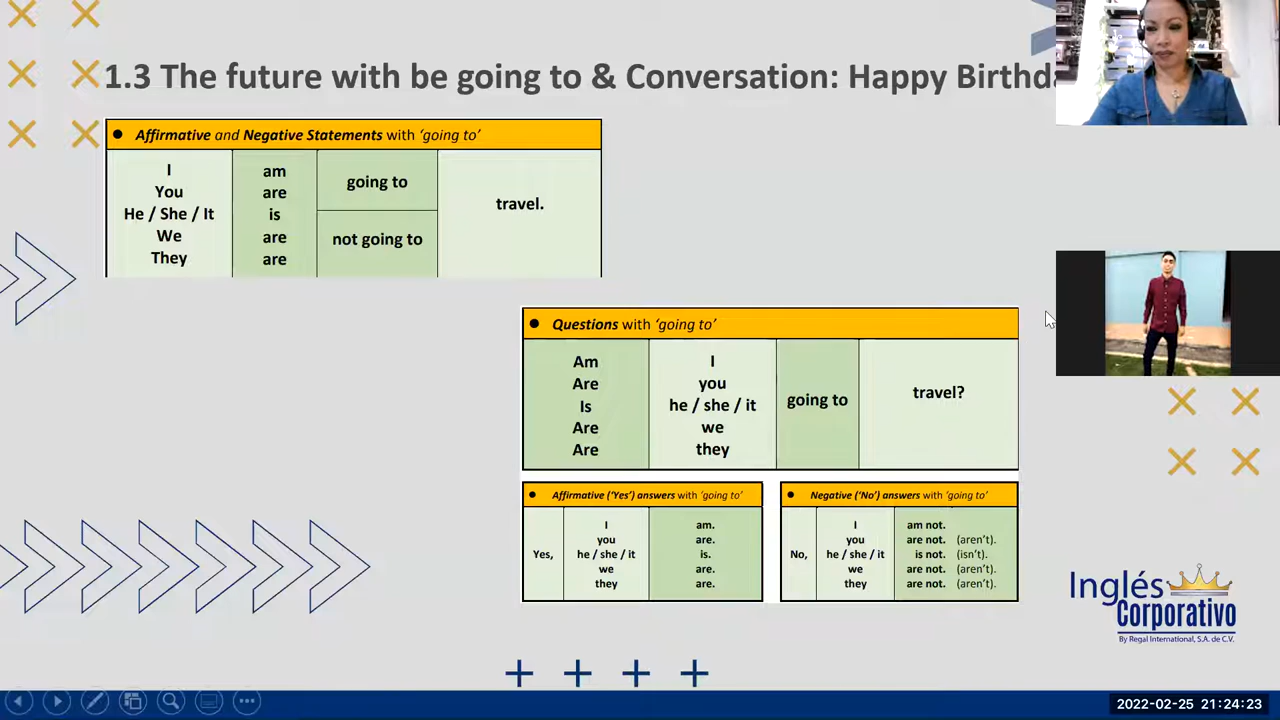 1.3 The future with be going to & Conversation: Happy Birthda
● Affirmative and Negative Statements with ‘going to’
I am going to travel.
You are
He / She / It is
We are not going to
They are
● Questions with ‘going to’
Am I going to travel?
Are you
Is he / she / it
Are we
Are they
● Affirmative (‘Yes’) answers with ‘going to’
Yes, I am.
you are.
he / she / it is.
we are.
they are.
● Negative (‘No’) answers with ‘going to’
No, I am not.
you are not. (aren’t).
he / she / it is not. (isn’t).
we are not. (aren’t).
they are not. (aren’t).
Inglés
Corporativo
By Regal International, S.A. de C.V.
2022-02-25 21:24:23